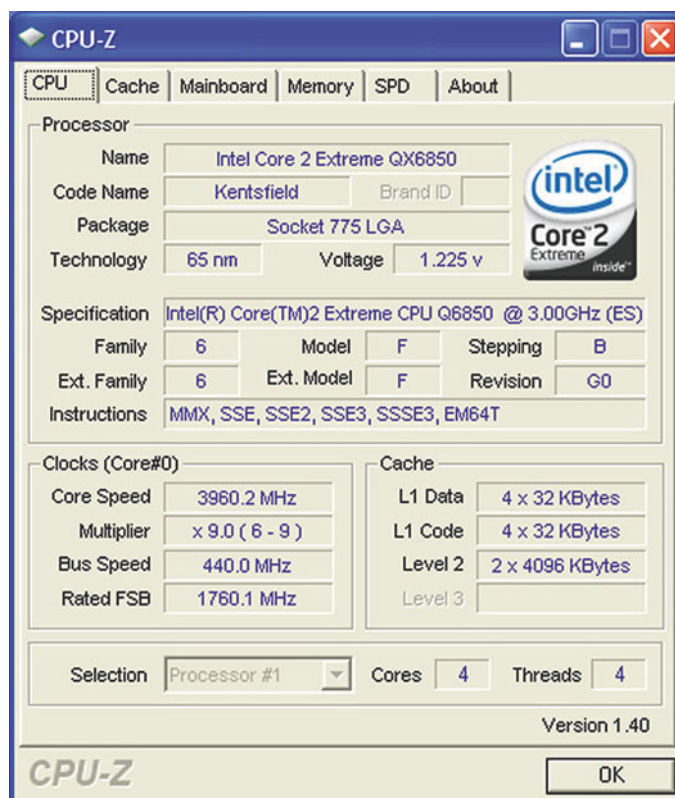 CPU-Z
CPU Cache Mainboard Memory SPD About
Processor
Name Intel Core 2 Extreme QX6850
Code Name Kentsfield Brand ID
Package Socket 775 LGA
Technology 65 nm Voltage 1.225 v
intel Core™2 Extreme inside™
Specification Intel(R) Core(TM)2 Extreme CPU Q6850 @ 3.00GHz (ES)
Family 6 Model F Stepping B
Ext. Family 6 Ext. Model F Revision G0
Instructions MMX, SSE, SSE2, SSE3, SSSE3, EM64T
Clocks (Core#0) Cache
Core Speed 3960.2 MHz L1 Data 4 x 32 KBytes
Multiplier x 9.0 ( 6 - 9 ) L1 Code 4 x 32 KBytes
Bus Speed 440.0 MHz Level 2 2 x 4096 KBytes
Rated FSB 1760.1 MHz Level 3
Selection Processor #1 Cores 4 Threads 4
Version 1.40
CPU-Z OK